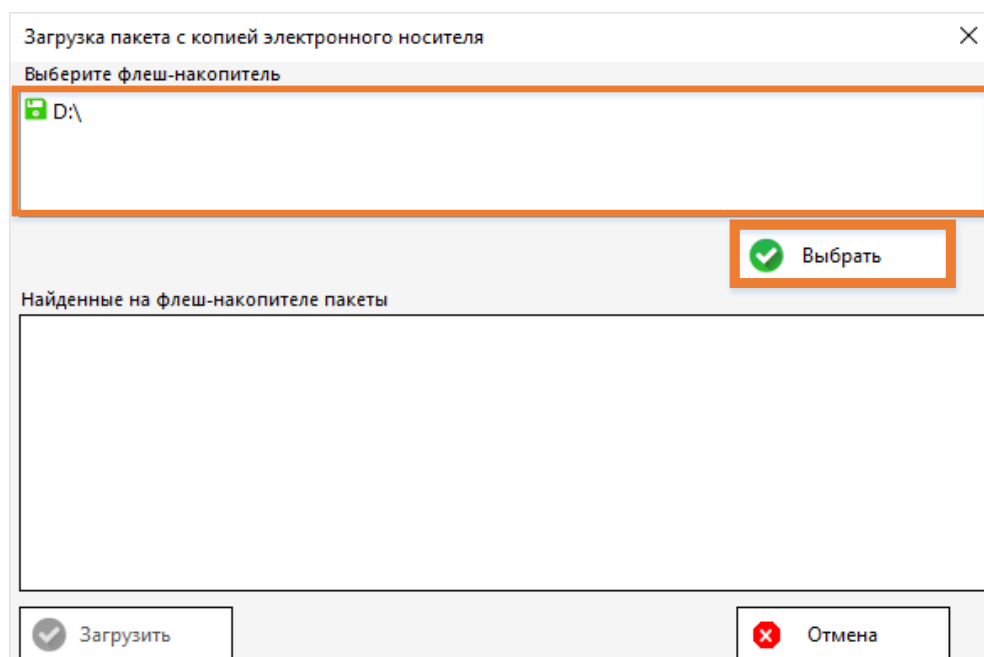 Загрузка пакета с копией электронного носителя
Выберите флеш-накопитель
D:\
Выбрать
Найденные на флеш-накопителе пакеты
Загрузить
Отмена